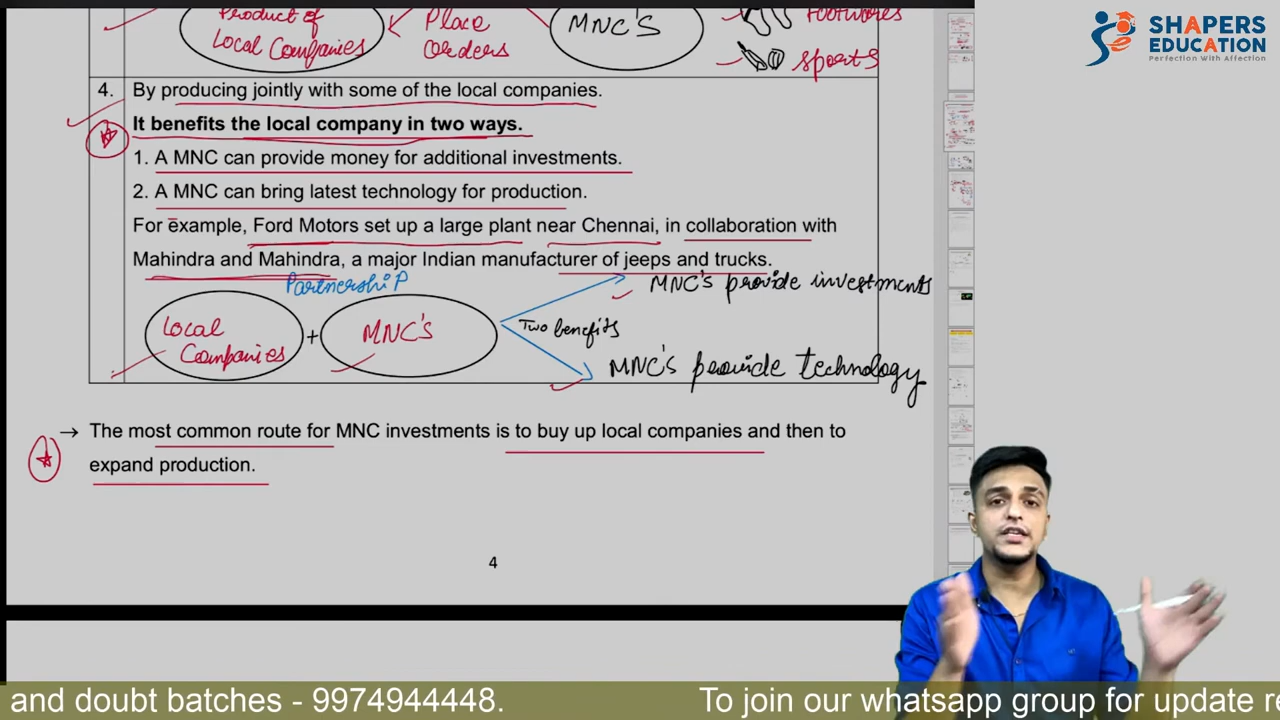 Product of
Local Companies
Place
orders
MNC'S
Footwores
sports
SHAPERS
EDUCATION
Perfection With Affection
4. By producing jointly with some of the local companies.
It benefits the local company in two ways.
1. A MNC can provide money for additional investments.
2. A MNC can bring latest technology for production.
For example, Ford Motors set up a large plant near Chennai, in collaboration with
Mahindra and Mahindra, a major Indian manufacturer of jeeps and trucks.
Partnership
MNC's provide investments
Local
Companies
+
MNC's
Two benefits
MNC's provide technology
→ The most common route for MNC investments is to buy up local companies and then to
expand production.
4
and doubt batches - 9974944448.
To join our whatsapp group for update re